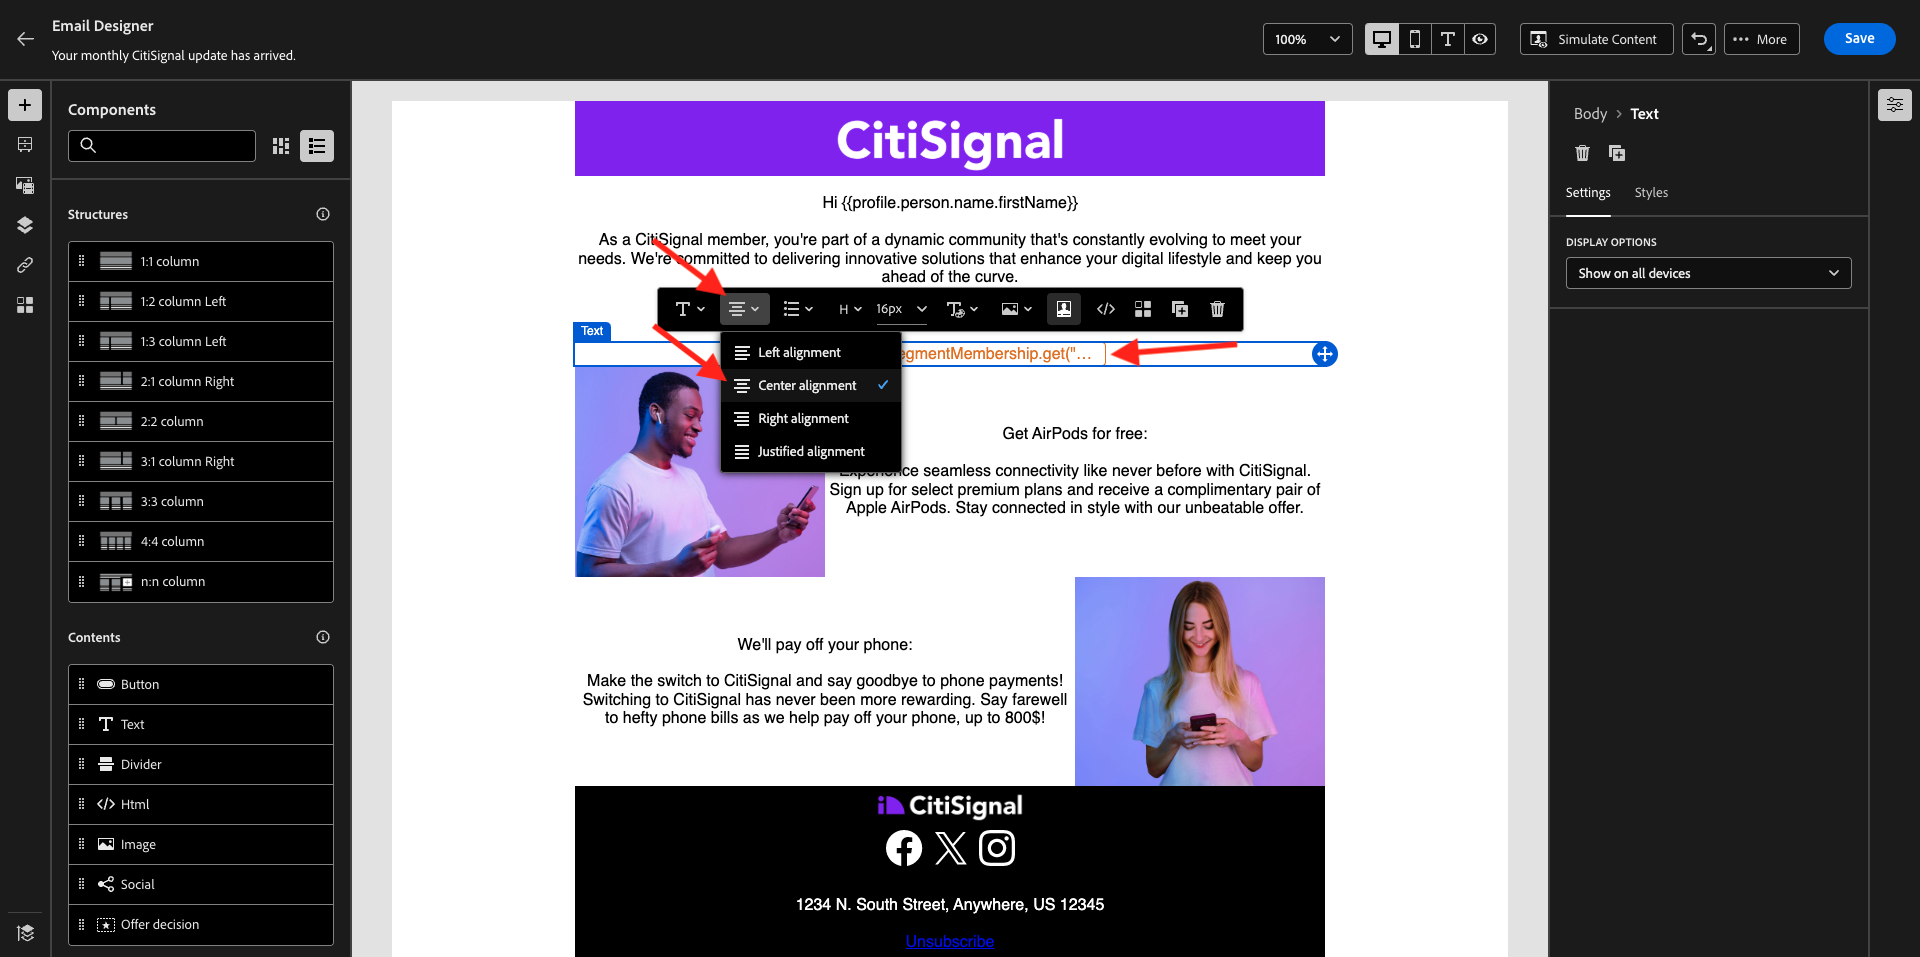 Email Designer
Your monthly CitiSignal update has arrived.
100%
Simulate Content
More
Save
Components
Structures
1:1 column
1:2 column Left
1:3 column Left
2:1 column Right
2:2 column
3:1 column Right
3:3 column
4:4 column
n:n column
Contents
Button
Text
Divider
Html
Image
Social
Offer decision
CitiSignal
Hi {{profile.person.name.firstName}}
As a CitiSignal member, you're part of a dynamic community that's constantly evolving to meet your
needs. We're committed to delivering innovative solutions that enhance your digital lifestyle and keep you
ahead of the curve.
H
16px
Text
egmentMembership.get("...
Left alignment
Center alignment
Right alignment
Justified alignment
Get AirPods for free:
Experience seamless connectivity like never before with CitiSignal.
Sign up for select premium plans and receive a complimentary pair of
Apple AirPods. Stay connected in style with our unbeatable offer.
We'll pay off your phone:
Make the switch to CitiSignal and say goodbye to phone payments!
Switching to CitiSignal has never been more rewarding. Say farewell
to hefty phone bills as we help pay off your phone, up to 800$!
CitiSignal
1234 N. South Street, Anywhere, US 12345
Unsubscribe
Body > Text
Settings
Styles
DISPLAY OPTIONS
Show on all devices